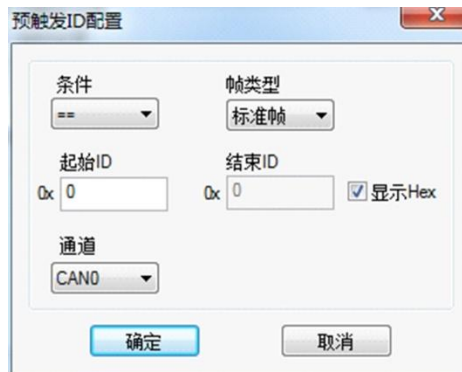 预触发ID配置
条件 帧类型
== 标准帧
起始ID 结束ID
0x 0 0x 0 显示Hex
通道
CAN0
确定 取消